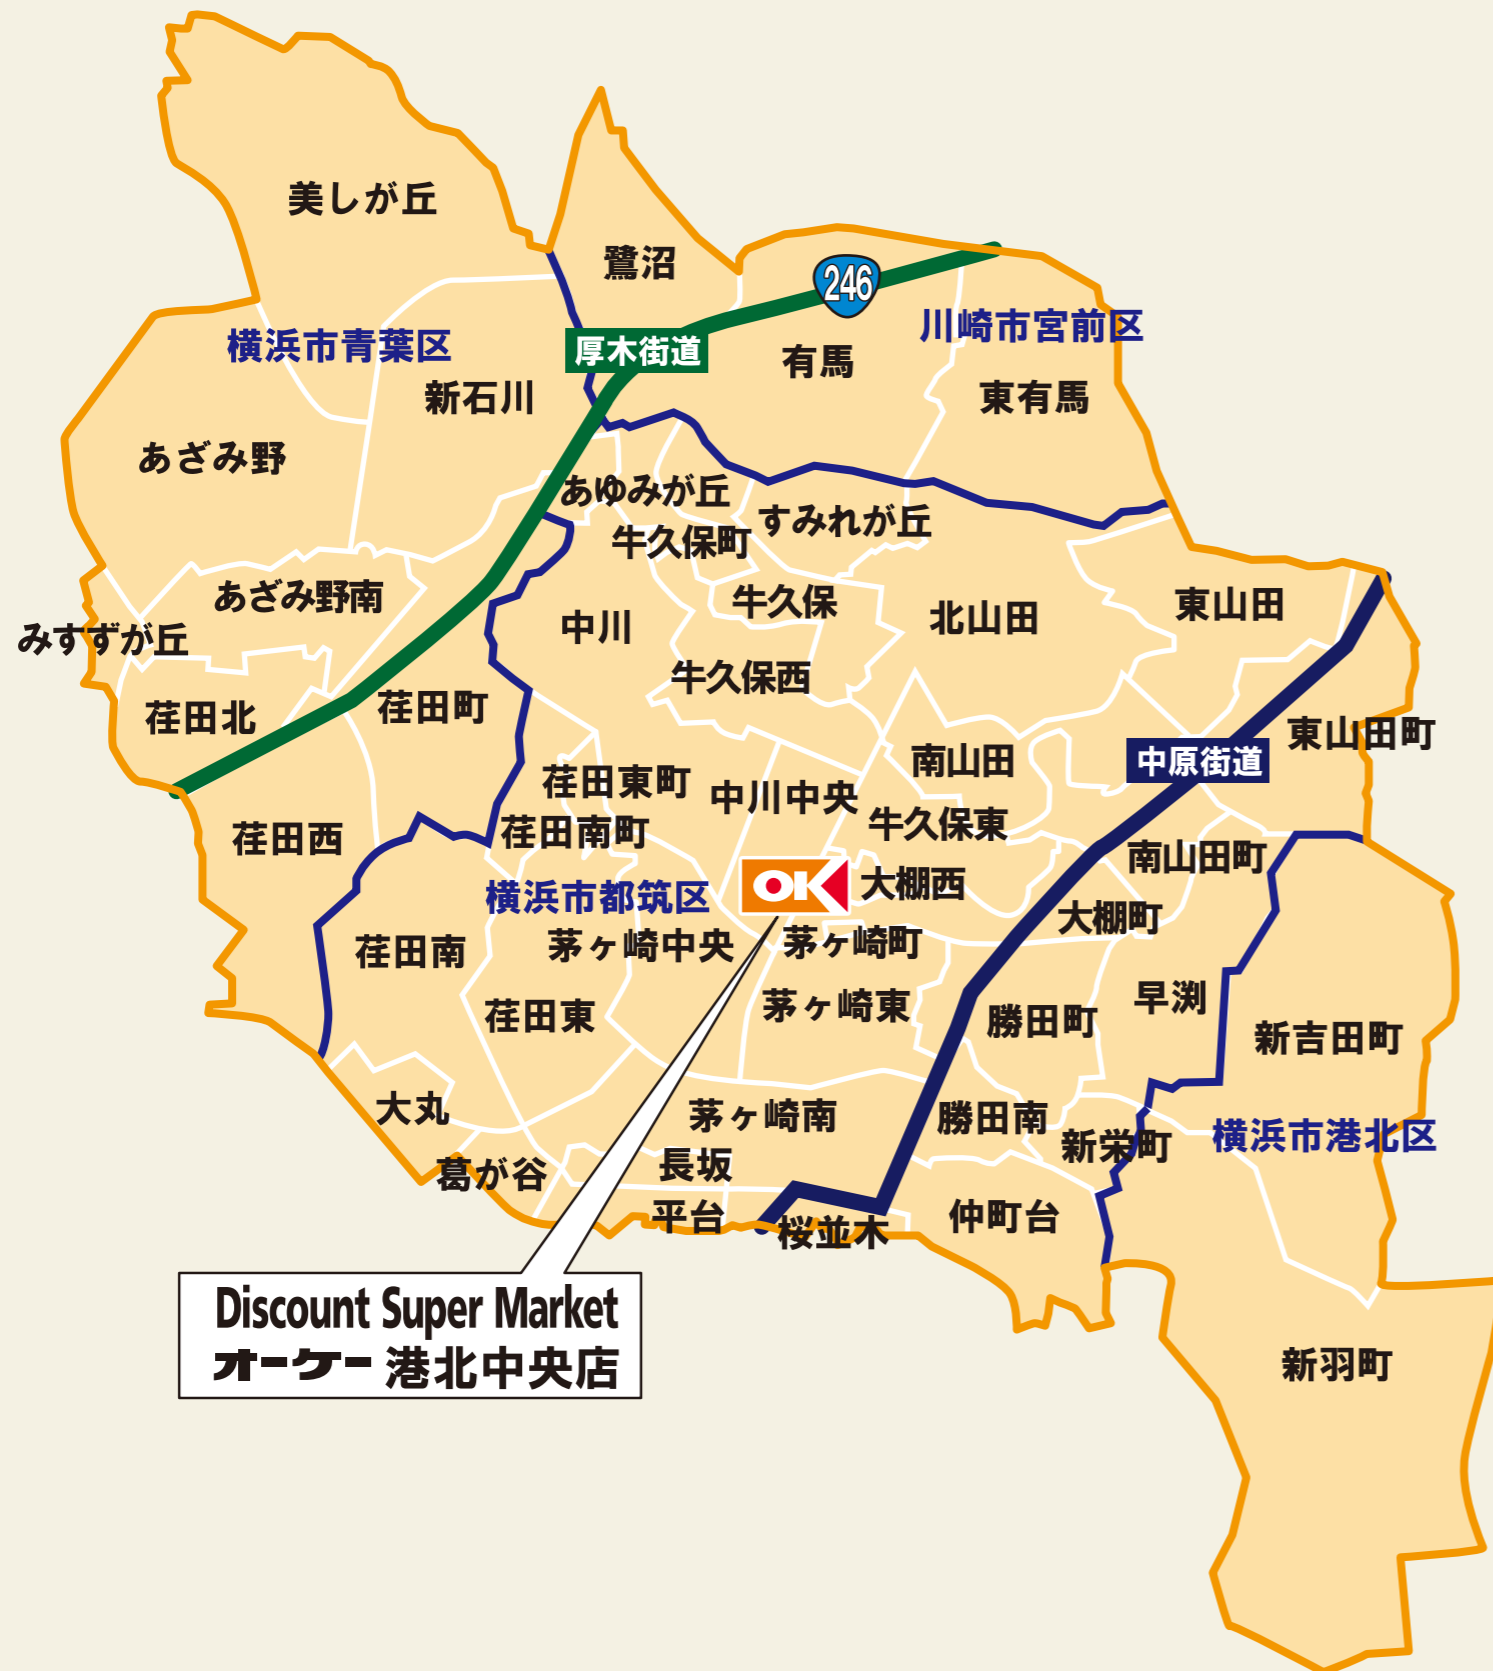 美しが丘
鷺沼
246
川崎市宮前区
横浜市青葉区
厚木街道
有馬
新石川
東有馬
あざみ野
あゆみが丘
すみれが丘
牛久保町
あざみ野南
牛久保
東山田
北山田
中川
みすずが丘
牛久保西
荏田北
荏田町
東山田町
南山田
中原街道
荏田東町
中川中央
牛久保東
荏田南町
荏田西
南山田町
OK
大棚西
横浜市都筑区
大棚町
茅ヶ崎中央
茅ヶ崎町
荏田南
早渕
茅ヶ崎東
荏田東
勝田町
新吉田町
大丸
茅ヶ崎南
勝田南
横浜市港北区
新栄町
長坂
葛が谷
平台
仲町台
桜並木
Discount Super Market
オーケー 港北中央店
新羽町